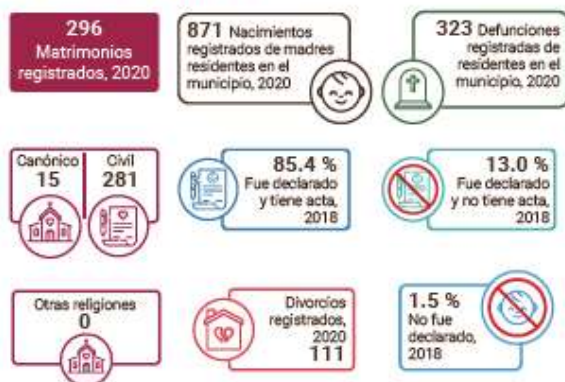 296
Matrimonios
registrados, 2020
871 Nacimientos
registrados de madres
residentes en el
municipio, 2020
323 Defunciones
registradas de
residentes en el
municipio, 2020
Canónico
15
Civil
281
85.4 %
Fue declarado
y tiene acta,
2018
13.0 %
Fue declarado
y no tiene acta,
2018
Otras religiones
0
Divorcios
registrados,
2020
111
1.5 %
No fue
declarado,
2018